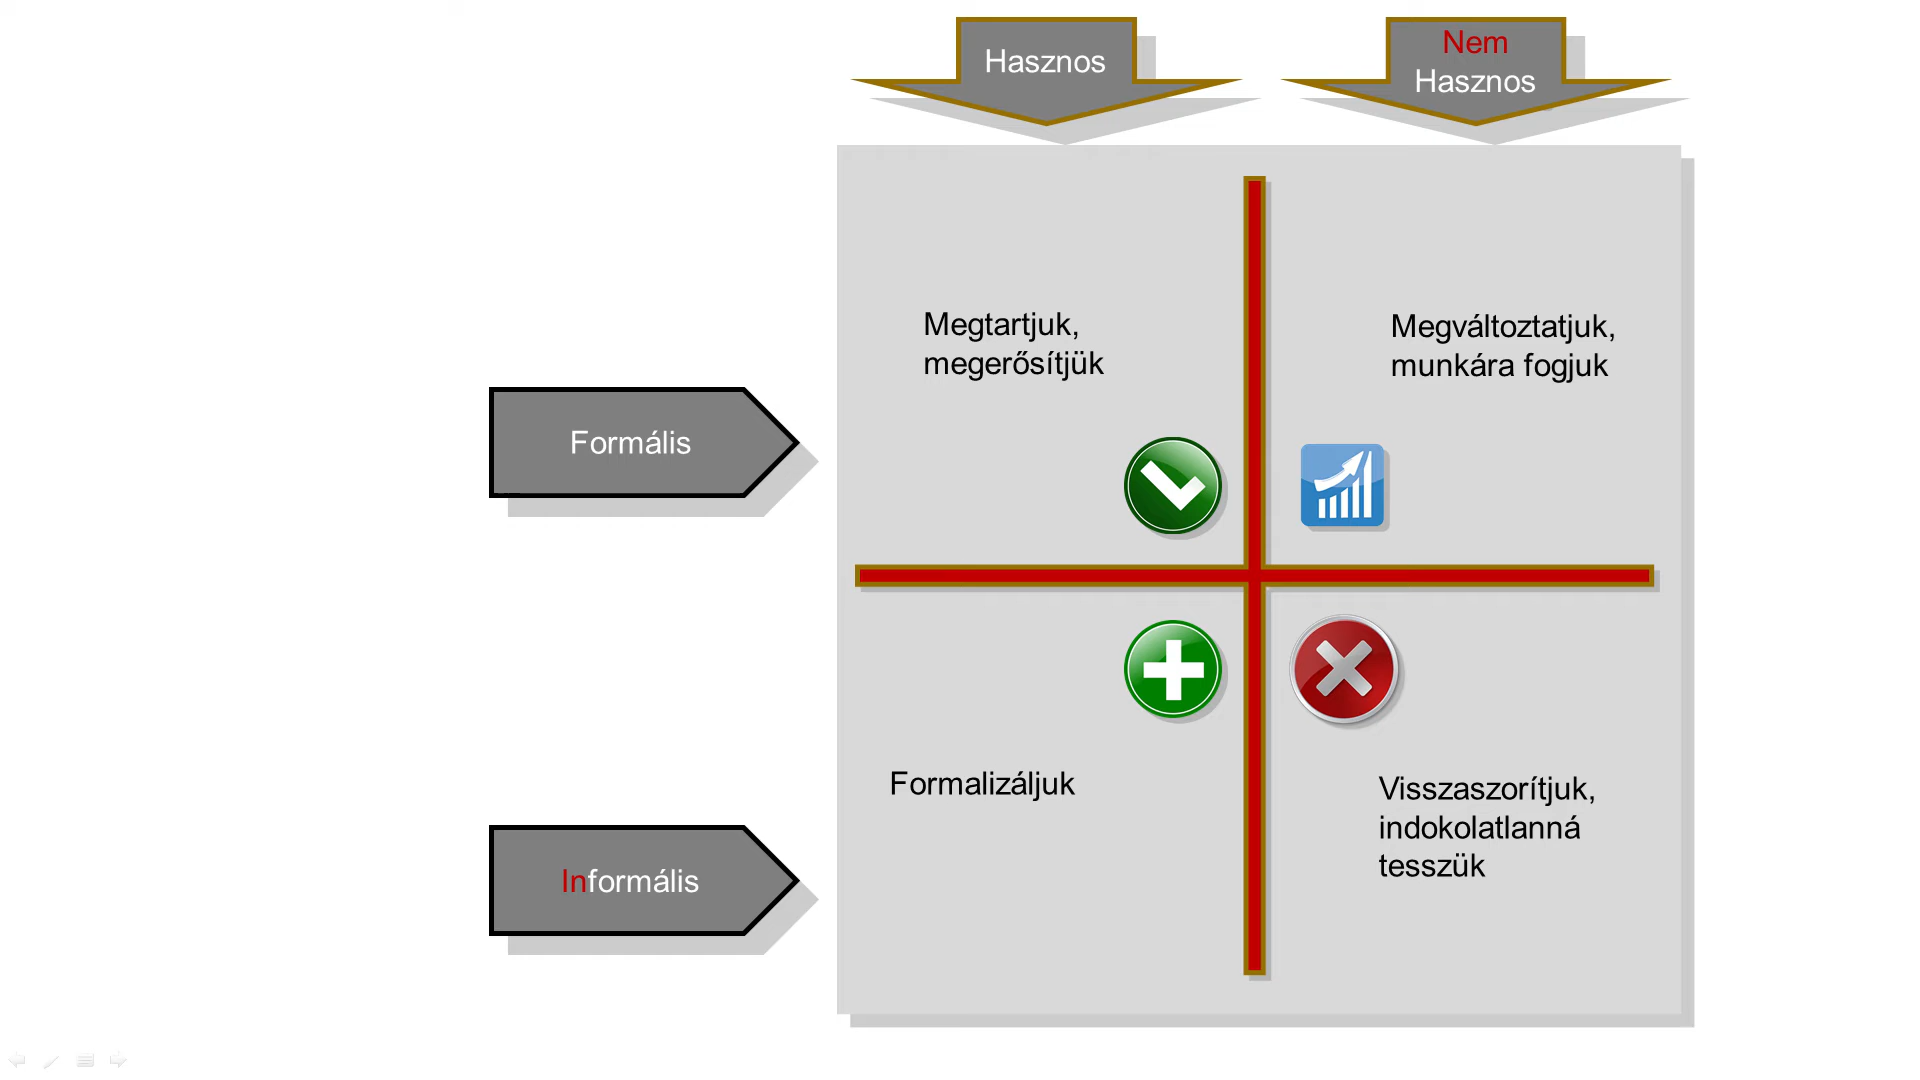 Hasznos
Nem
Hasznos
Megtartjuk,
megerősítjük
Megváltoztatjuk,
munkára fogjuk
Formális
Formalizáljuk
Visszaszorítjuk,
indokolatlanná
tesszük
Informális